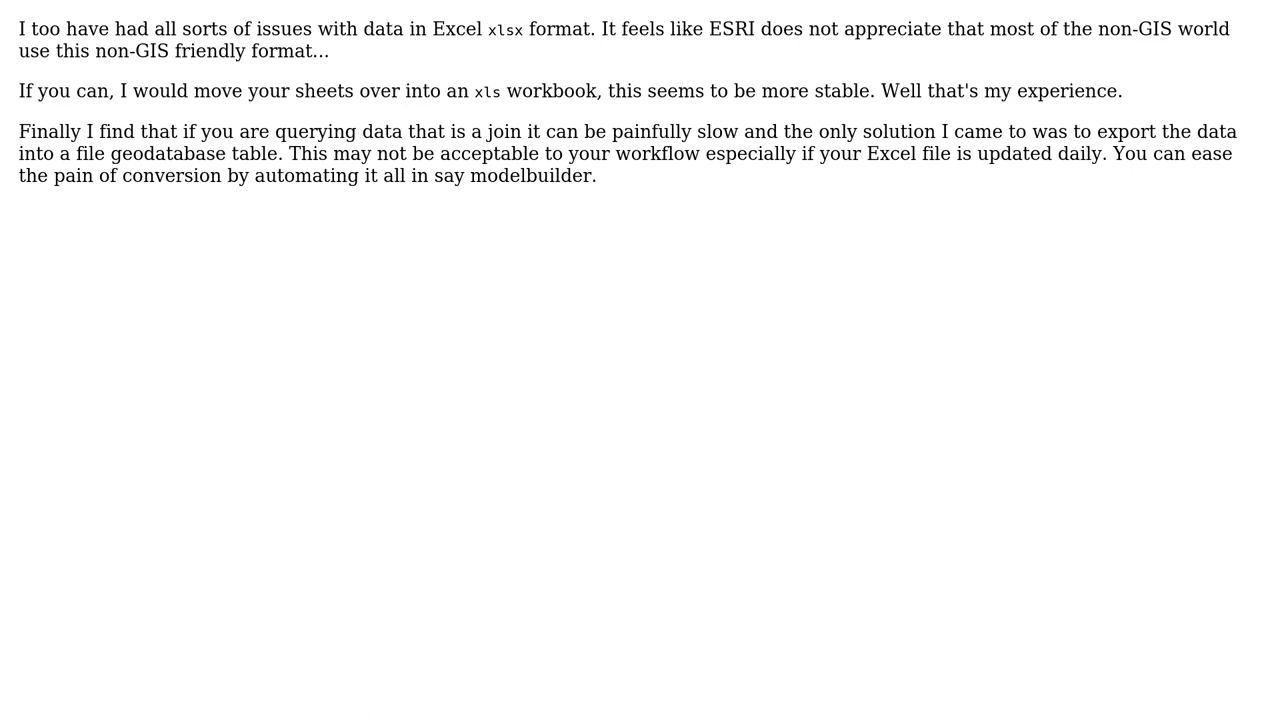 I too have had all sorts of issues with data in Excel xlsx format. It feels like ESRI does not appreciate that most of the non-GIS world
use this non-GIS friendly format...
If you can, I would move your sheets over into an xls workbook, this seems to be more stable. Well that's my experience.
Finally I find that if you are querying data that is a join it can be painfully slow and the only solution I came to was to export the data
into a file geodatabase table. This may not be acceptable to your workflow especially if your Excel file is updated daily. You can ease
the pain of conversion by automating it all in say modelbuilder.